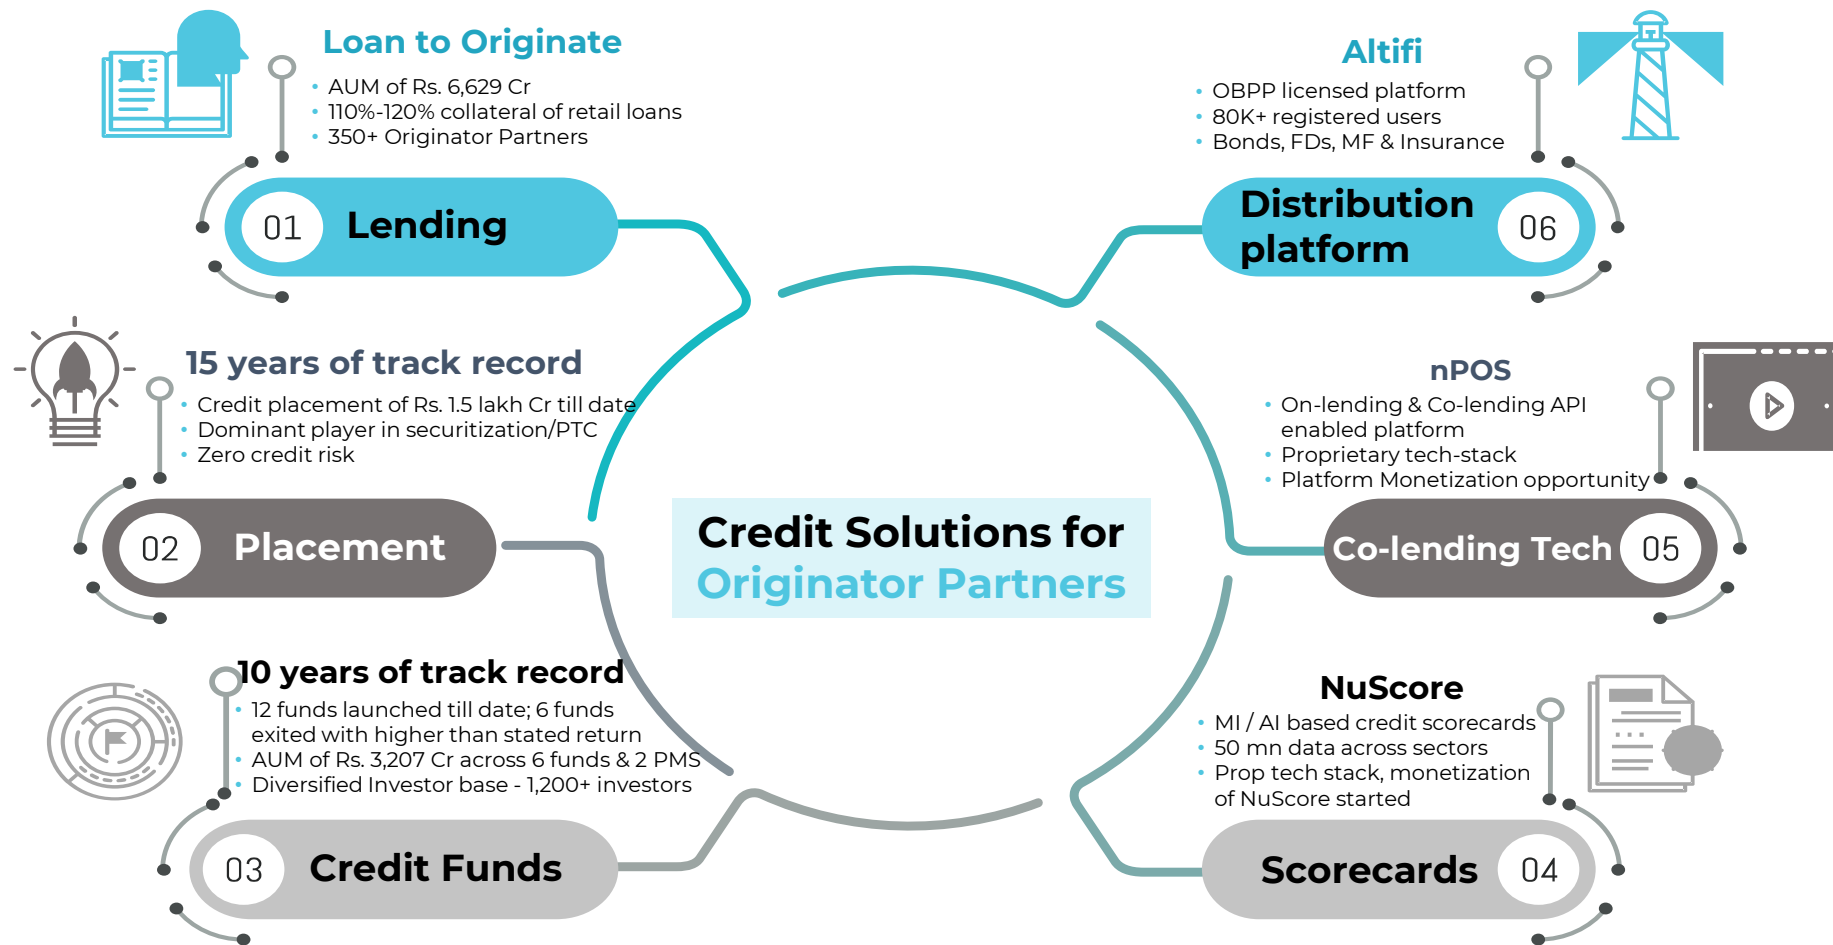 Loan to Originate
• AUM of Rs. 6,629 Cr
• 110%-120% collateral of retail loans
• 350+ Originator Partners
01 Lending
15 years of track record
• Credit placement of Rs. 1.5 lakh Cr till date
• Dominant player in securitization/PTC
• Zero credit risk
02 Placement
10 years of track record
• 12 funds launched till date; 6 funds
exited with higher than stated return
• AUM of Rs. 3,207 Cr across 6 funds & 2 PMS
• Diversified Investor base - 1,200+ investors
03 Credit Funds
Credit Solutions for
Originator Partners
Altifi
• OBPP licensed platform
• 80K+ registered users
• Bonds, FDs, MF & Insurance
Distribution
platform
06
nPOS
• On-lending & Co-lending API
enabled platform
• Proprietary tech-stack
• Platform Monetization opportunity
Co-lending Tech 05
NuScore
• MI / AI based credit scorecards
• 50 mn data across sectors
• Prop tech stack, monetization
of NuScore started
Scorecards 04